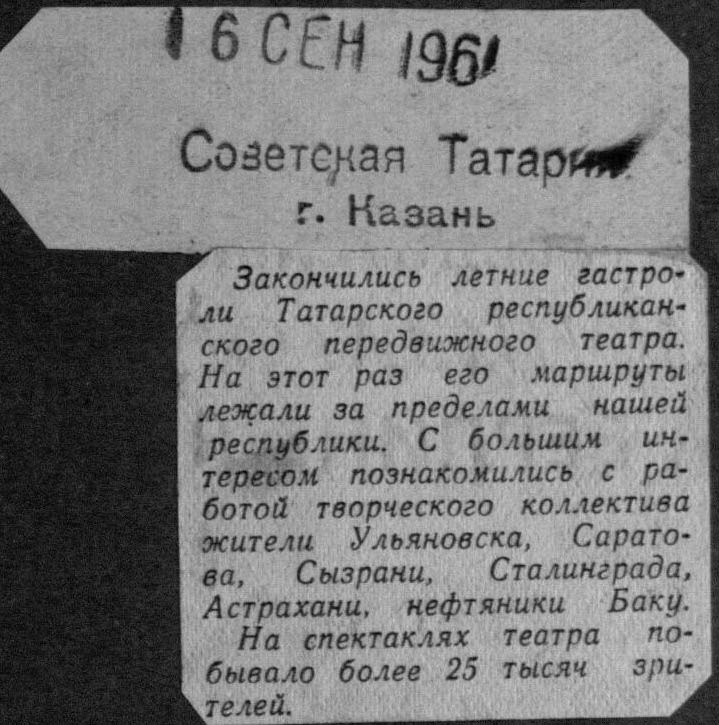 16 СЕН 1961
Советская Татария
г. Казань
Закончились летние гастро-
ли Татарского республикан-
ского передвижного театра.
На этот раз его маршруты
лежали за пределами нашей
республики. С большим ин-
тересом познакомились с ра-
ботой творческого коллектива
жители Ульяновска, Сарато-
ва, Сызрани, Сталинграда,
Астрахани, нефтяники Баку.
На спектаклях театра по-
бывало более 25 тысяч зри-
телей.